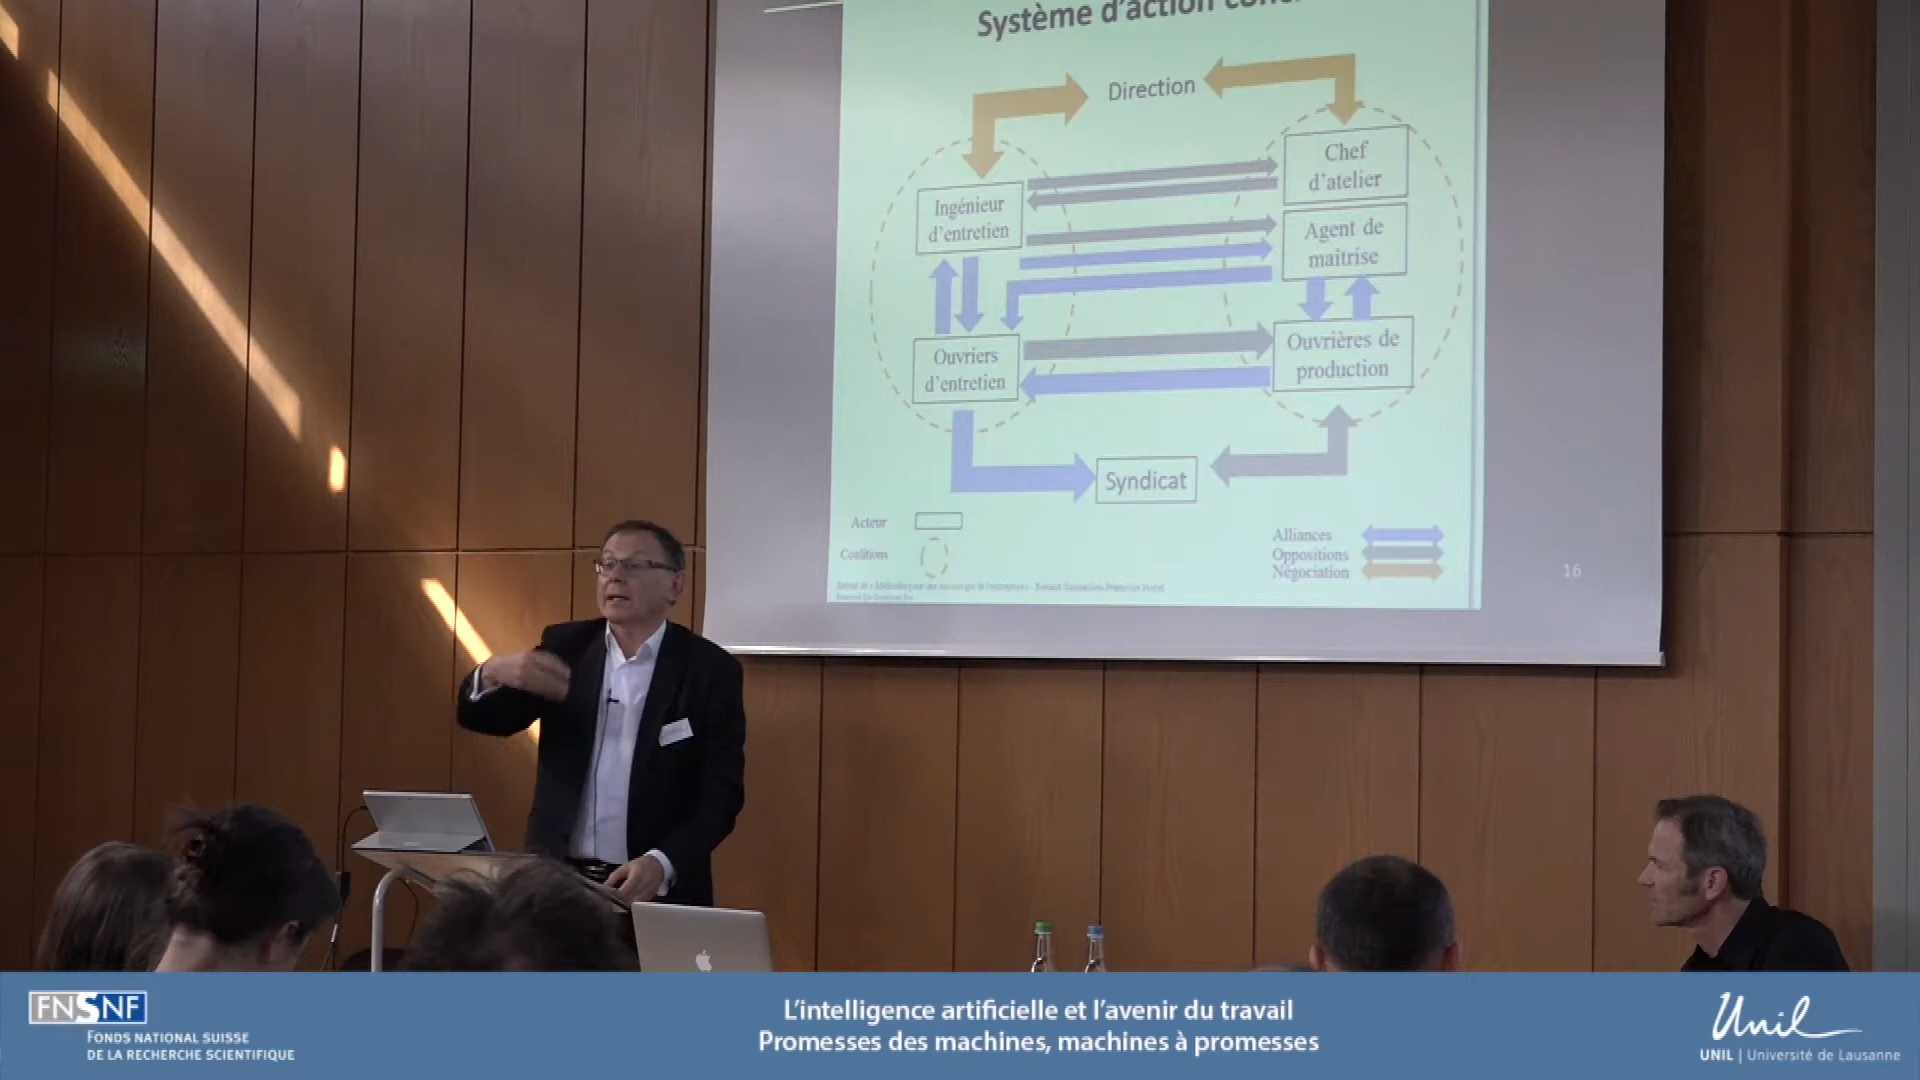 Système d'action
Direction
Chef
d'atelier
Ingénieur
d'entretien
Agent de
maîtrise
Ouvriers
d'entretien
Ouvrières de
production
Syndicat
Acteur
Coalitions
Alliances
Oppositions
Négociation
16
FNSNF
FONDS NATIONAL SUISSE
DE LA RECHERCHE SCIENTIFIQUE
L'intelligence artificielle et l'avenir du travail
Promesses des machines, machines à promesses
Unil
UNIL | Université de Lausanne